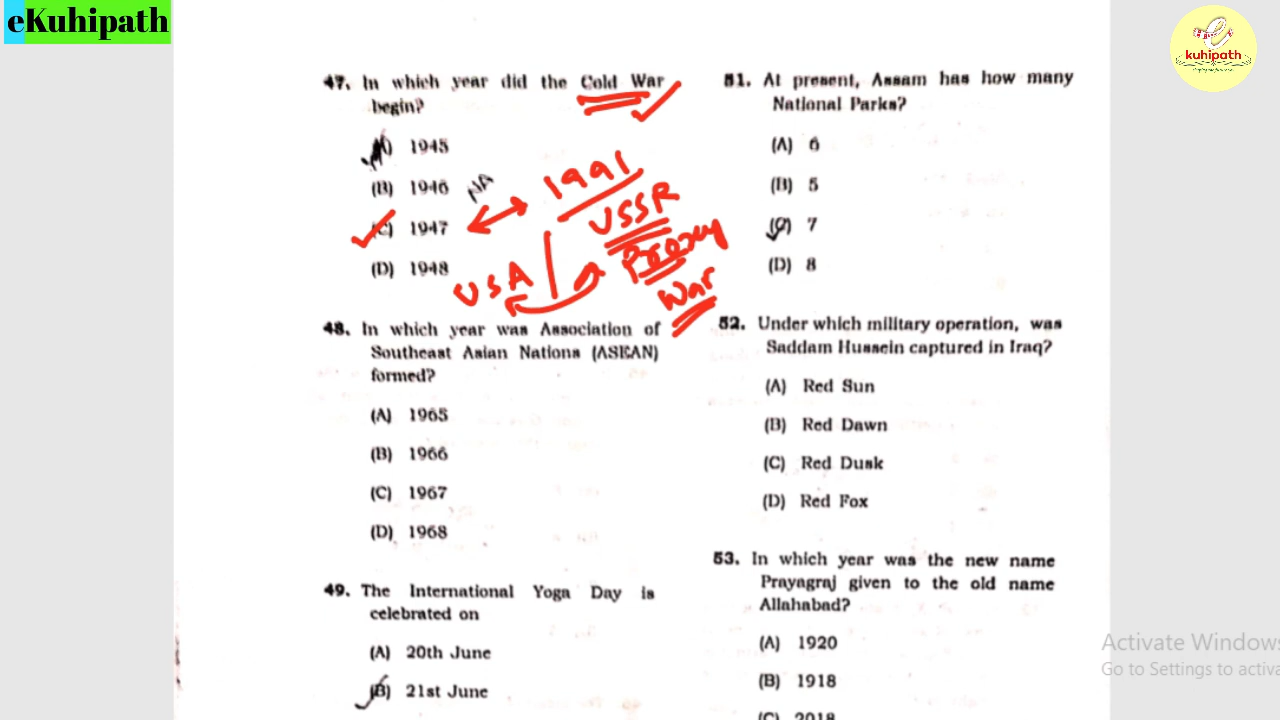 eKuhipath
kuhipath
47. In which year did the Cold War
begin?
(A) 1945
(B) 1946
NA
(C) 1947
(D) 1948
1991
USSR
USA
Proxy
War
48. In which year was Association of
Southeast Asian Nations (ASEAN)
formed?
(A) 1965
(B) 1966
(C) 1967
(D) 1968
49. The International Yoga Day is
celebrated on
(A) 20th June
(B) 21st June
51. At present, Assam has how many
National Parks?
(A) 6
(B) 5
(C) 7
(D) 8
52. Under which military operation, was
Saddam Hussein captured in Iraq?
(A) Red Sun
(B) Red Dawn
(C) Red Dusk
(D) Red Fox
53. In which year was the new name
Prayagraj given to the old name
Allahabad?
(A) 1920
(B) 1918
(C) 2018
Activate Windows
Go to Settings to activa